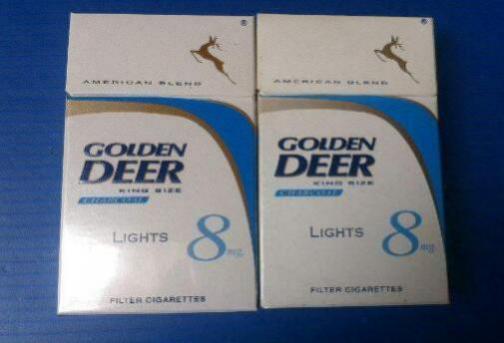 ®
AMERICAN BLEND
GOLDEN
DEER
KING SIZE
CHARCOAL
LIGHTS 8mg.
FILTER CIGARETTES
®
AMERICAN BLEND
GOLDEN
DEER
KING SIZE
CHARCOAL
LIGHTS 8mg.
FILTER CIGARETTES